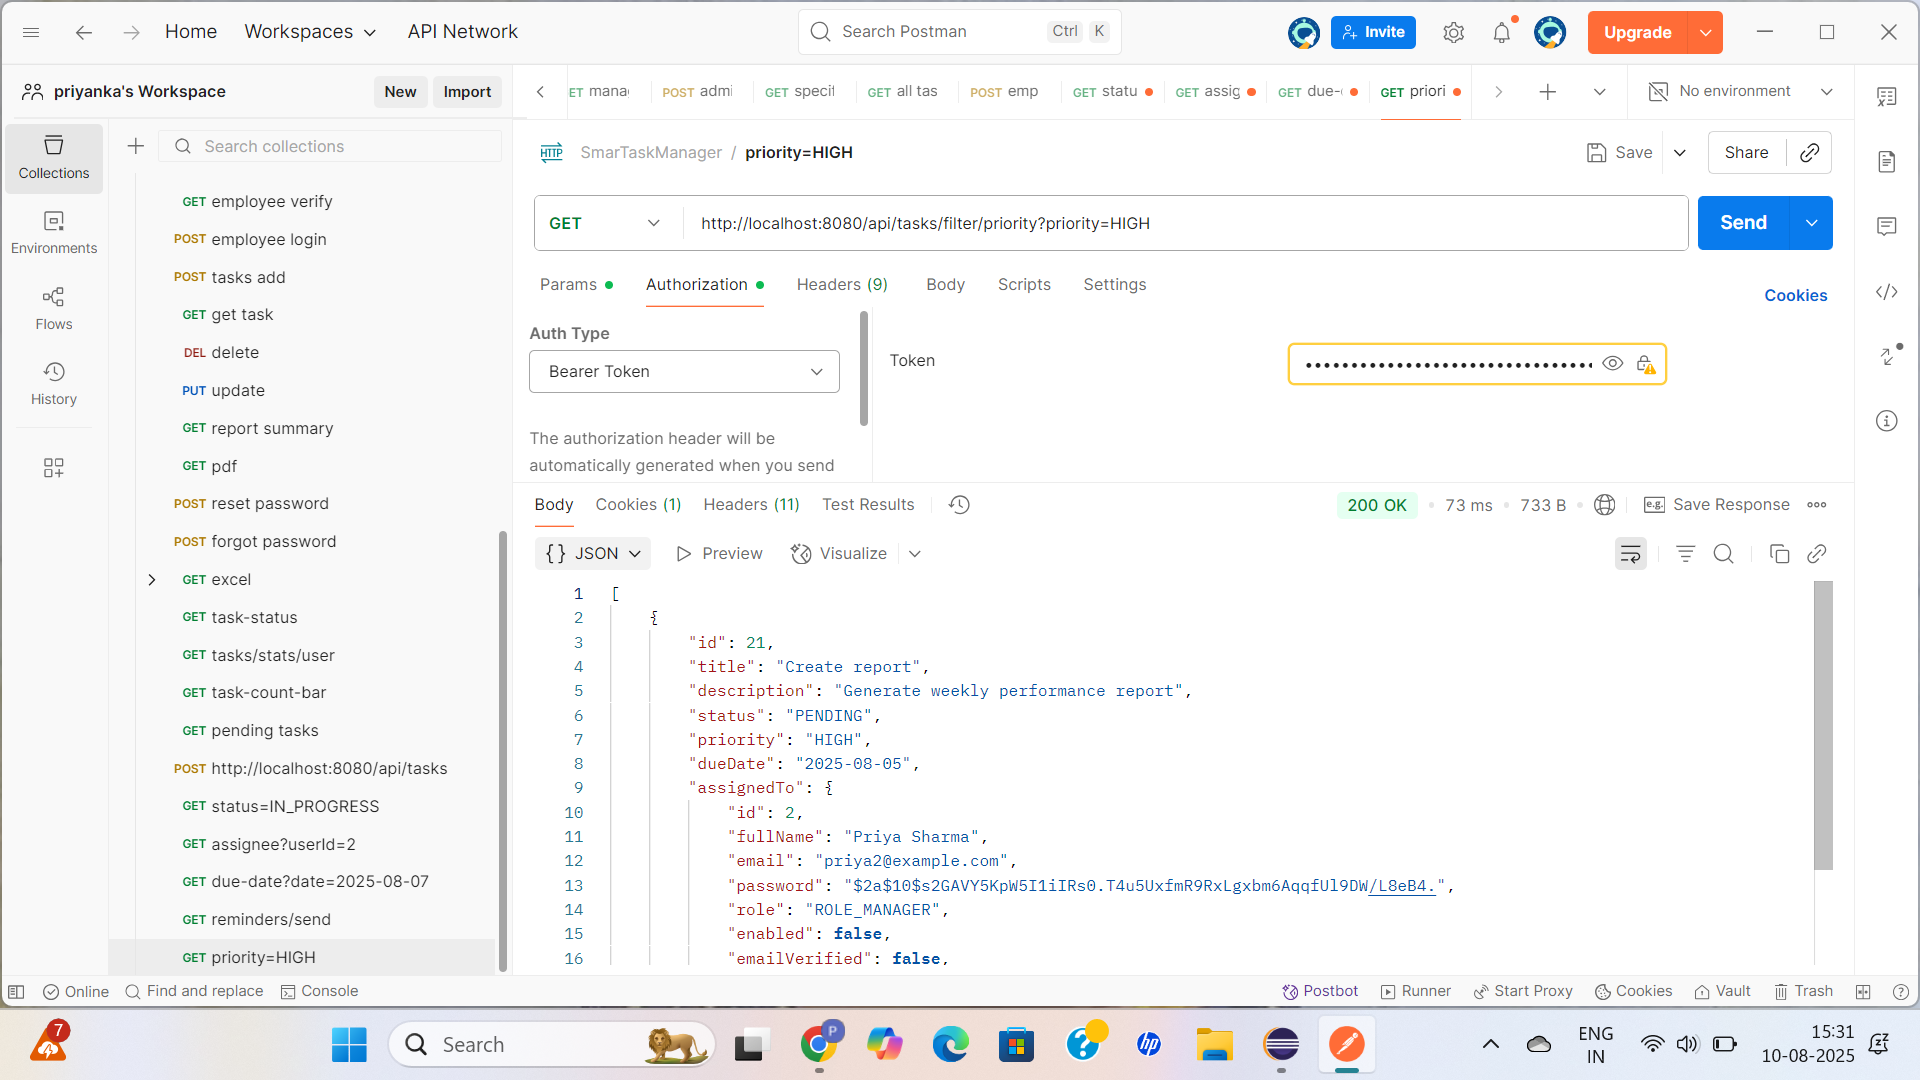 Home
Workspaces
API Network
Search Postman
Ctrl
K
Invite
Upgrade
priyanka's Workspace
New
Import
ET mana
POST admi
GET specif
GET all tas
POST emp
GET statu
GET assig
GET due-
GET priori
No environment
Collections
Environments
Flows
History
Search collections
GET employee verify
POST employee login
POST tasks add
GET get task
DEL delete
PUT update
GET report summary
GET pdf
POST reset password
POST forgot password
GET excel
GET task-status
GET tasks/stats/user
GET task-count-bar
GET pending tasks
POST http://localhost:8080/api/tasks
GET status=IN_PROGRESS
GET assignee?userId=2
GET due-date?date=2025-08-07
GET reminders/send
GET priority=HIGH
HTTP
SmarTaskManager / priority=HIGH
Save
Share
GET
http://localhost:8080/api/tasks/filter/priority?priority=HIGH
Send
Params
Authorization
Headers (9)
Body
Scripts
Settings
Cookies
Auth Type
Bearer Token
The authorization header will be
automatically generated when you send
Token
Body
Cookies (1)
Headers (11)
Test Results
200 OK
73 ms
733 B
e.g.
Save Response
{} JSON
Preview
Visualize
1 [
2 {
3 "id": 21,
4 "title": "Create report",
5 "description": "Generate weekly performance report",
6 "status": "PENDING",
7 "priority": "HIGH",
8 "dueDate": "2025-08-05",
9 "assignedTo": {
10 "id": 2,
11 "fullName": "Priya Sharma",
12 "email": "priya2@example.com",
13 "password": "$2a$10$s2GAVY5KpW5I1iIRs0.T4u5UxfmR9RxLgxbm6AqqfUl9DW/L8eB4.",
14 "role": "ROLE_MANAGER",
15 "enabled": false,
16 "emailVerified": false,
Online
Find and replace
Console
Postbot
Runner
Start Proxy
Cookies
Vault
Trash
7
Search
P
hp
ENG
IN
15:31
10-08-2025